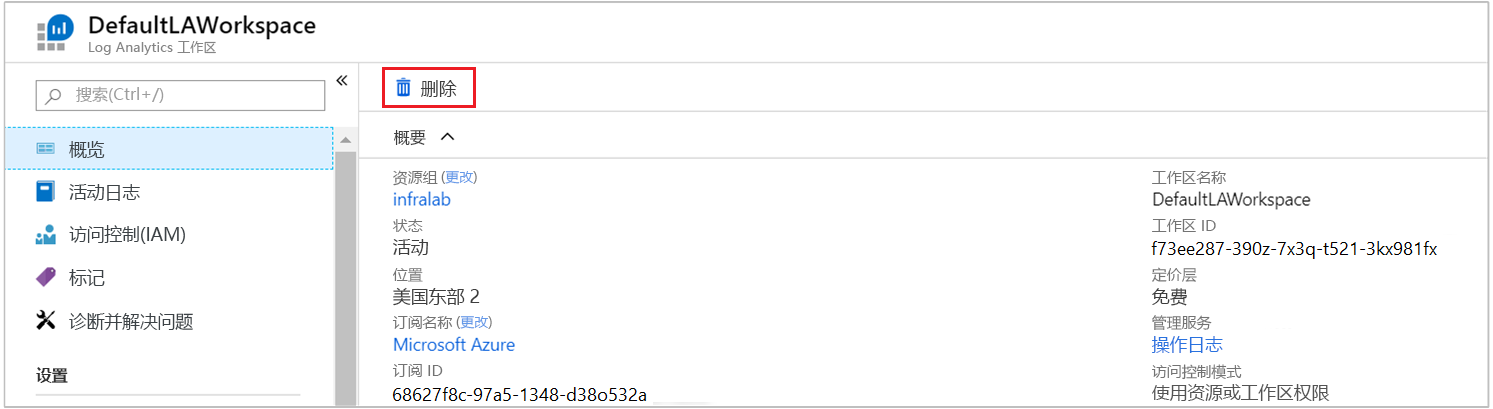 DefaultLAWorkspace
Log Analytics 工作区
搜索(Ctrl+/)
«
概览
活动日志
访问控制(IAM)
标记
诊断并解决问题
设置
删除
概要
资源组 (更改)
infralab
状态
活动
位置
美国东部 2
订阅名称 (更改)
Microsoft Azure
订阅 ID
68627f8c-97a5-1348-d38o532a
工作区名称
DefaultLAWorkspace
工作区 ID
f73ee287-390z-7x3q-t521-3kx981fx
定价层
免费
管理服务
操作日志
访问控制模式
使用资源或工作区权限